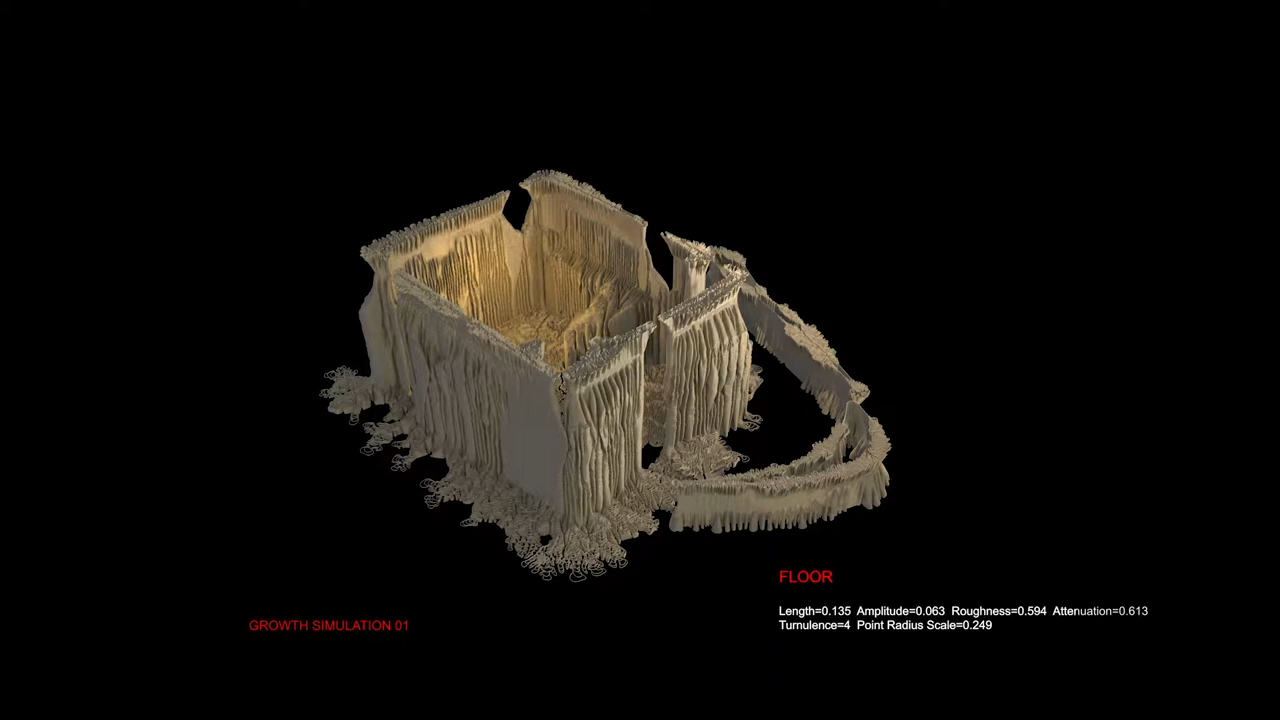 FLOOR
Length=0.135 Amplitude=0.063 Roughness=0.594 Attenuation=0.613
Turnulence=4 Point Radius Scale=0.249
GROWTH SIMULATION 01